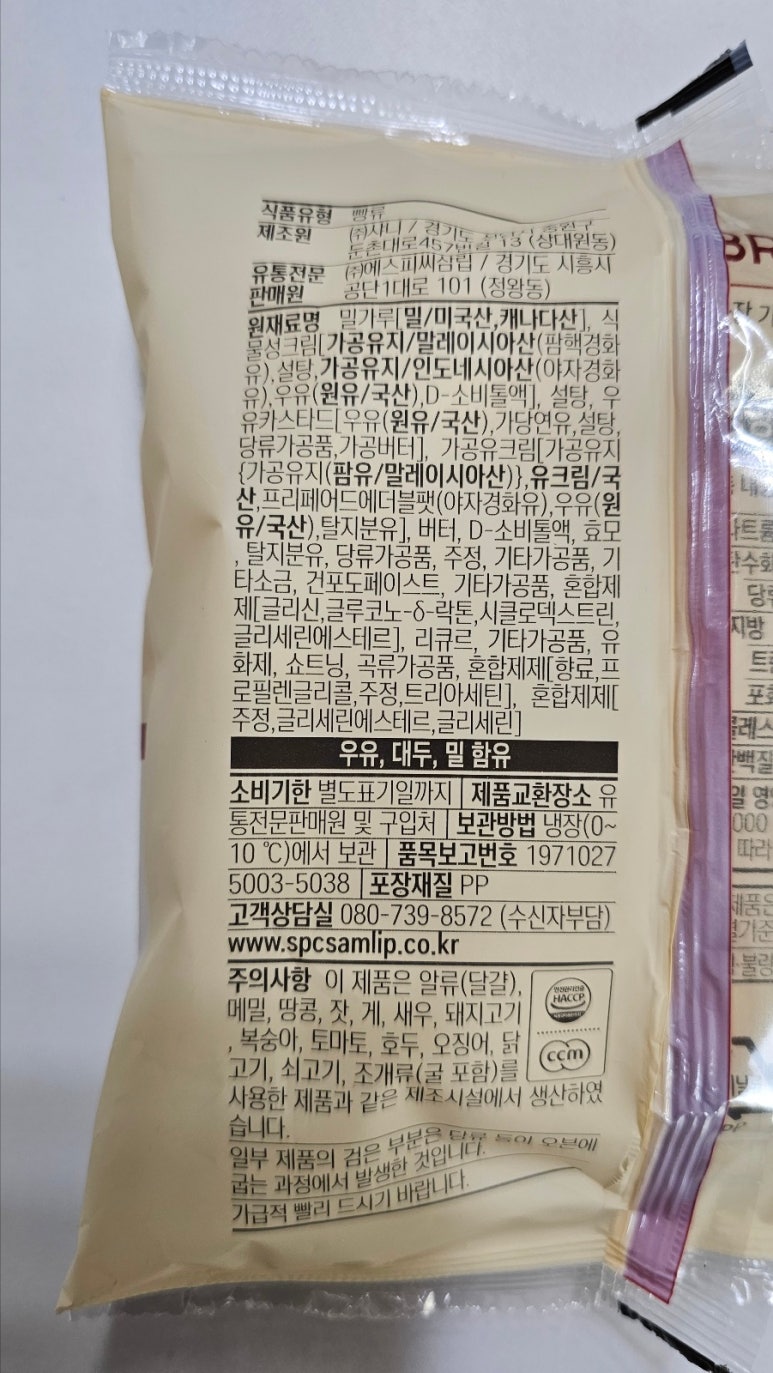 식품유형 빵류
제조원 ㈜샤니 / 경기도
둔촌대로457번길 13 (상대원동)
유통전문 ㈜에스피씨삼립 / 경기도 시흥시
판매원 공단1대로 101 (정왕동)
원재료명 밀가루[밀/미국산,캐나다산], 식
물성크림[가공유지/말레이시아산(팜핵경화
유),설탕,가공유지/인도네시아산(야자경화
유),우유(원유/국산),D-소비톨액], 설탕, 우
유카스타드[우유(원유/국산),가당연유,설탕,
당류가공품,가공버터], 가공유크림[가공유지
{가공유지(팜유/말레이시아산)},유크림/국
산,프리페어드에더블팻(야자경화유),우유(원
유/국산),탈지분유], 버터, D-소비톨액, 효모
, 탈지분유, 당류가공품, 주정, 기타가공품, 기
타소금, 건포도페이스트, 기타가공품, 혼합제
제[글리신,글루코노-δ-락톤,시클로덱스트린,
글리세린에스테르], 리큐르, 기타가공품, 유
화제, 쇼트닝, 곡류가공품, 혼합제제[향료,프
로필렌글리콜,주정,트리아세틴], 혼합제제[
주정,글리세린에스테르,글리세린]
우유, 대두, 밀 함유
소비기한 별도표기일까지 | 제품교환장소 유
통전문판매원 및 구입처 | 보관방법 냉장(0~
10 ℃)에서 보관 | 품목보고번호 1971027
5003-5038 | 포장재질 PP
고객상담실 080-739-8572 (수신자부담)
www.spcsamlip.co.kr
주의사항 이 제품은 알류(달걀),
메밀, 땅콩, 잣, 게, 새우, 돼지고기
, 복숭아, 토마토, 호두, 오징어, 닭
고기, 쇠고기, 조개류(굴 포함)를
사용한 제품과 같은 제조시설에서 생산하였
습니다.
HACCP
ccm
일부 제품의 검은 부분은 당류 등이 오븐에
굽는 과정에서 발생한 것입니다.
가급적 빨리 드시기 바랍니다.
BR
당류
지방
000
따라